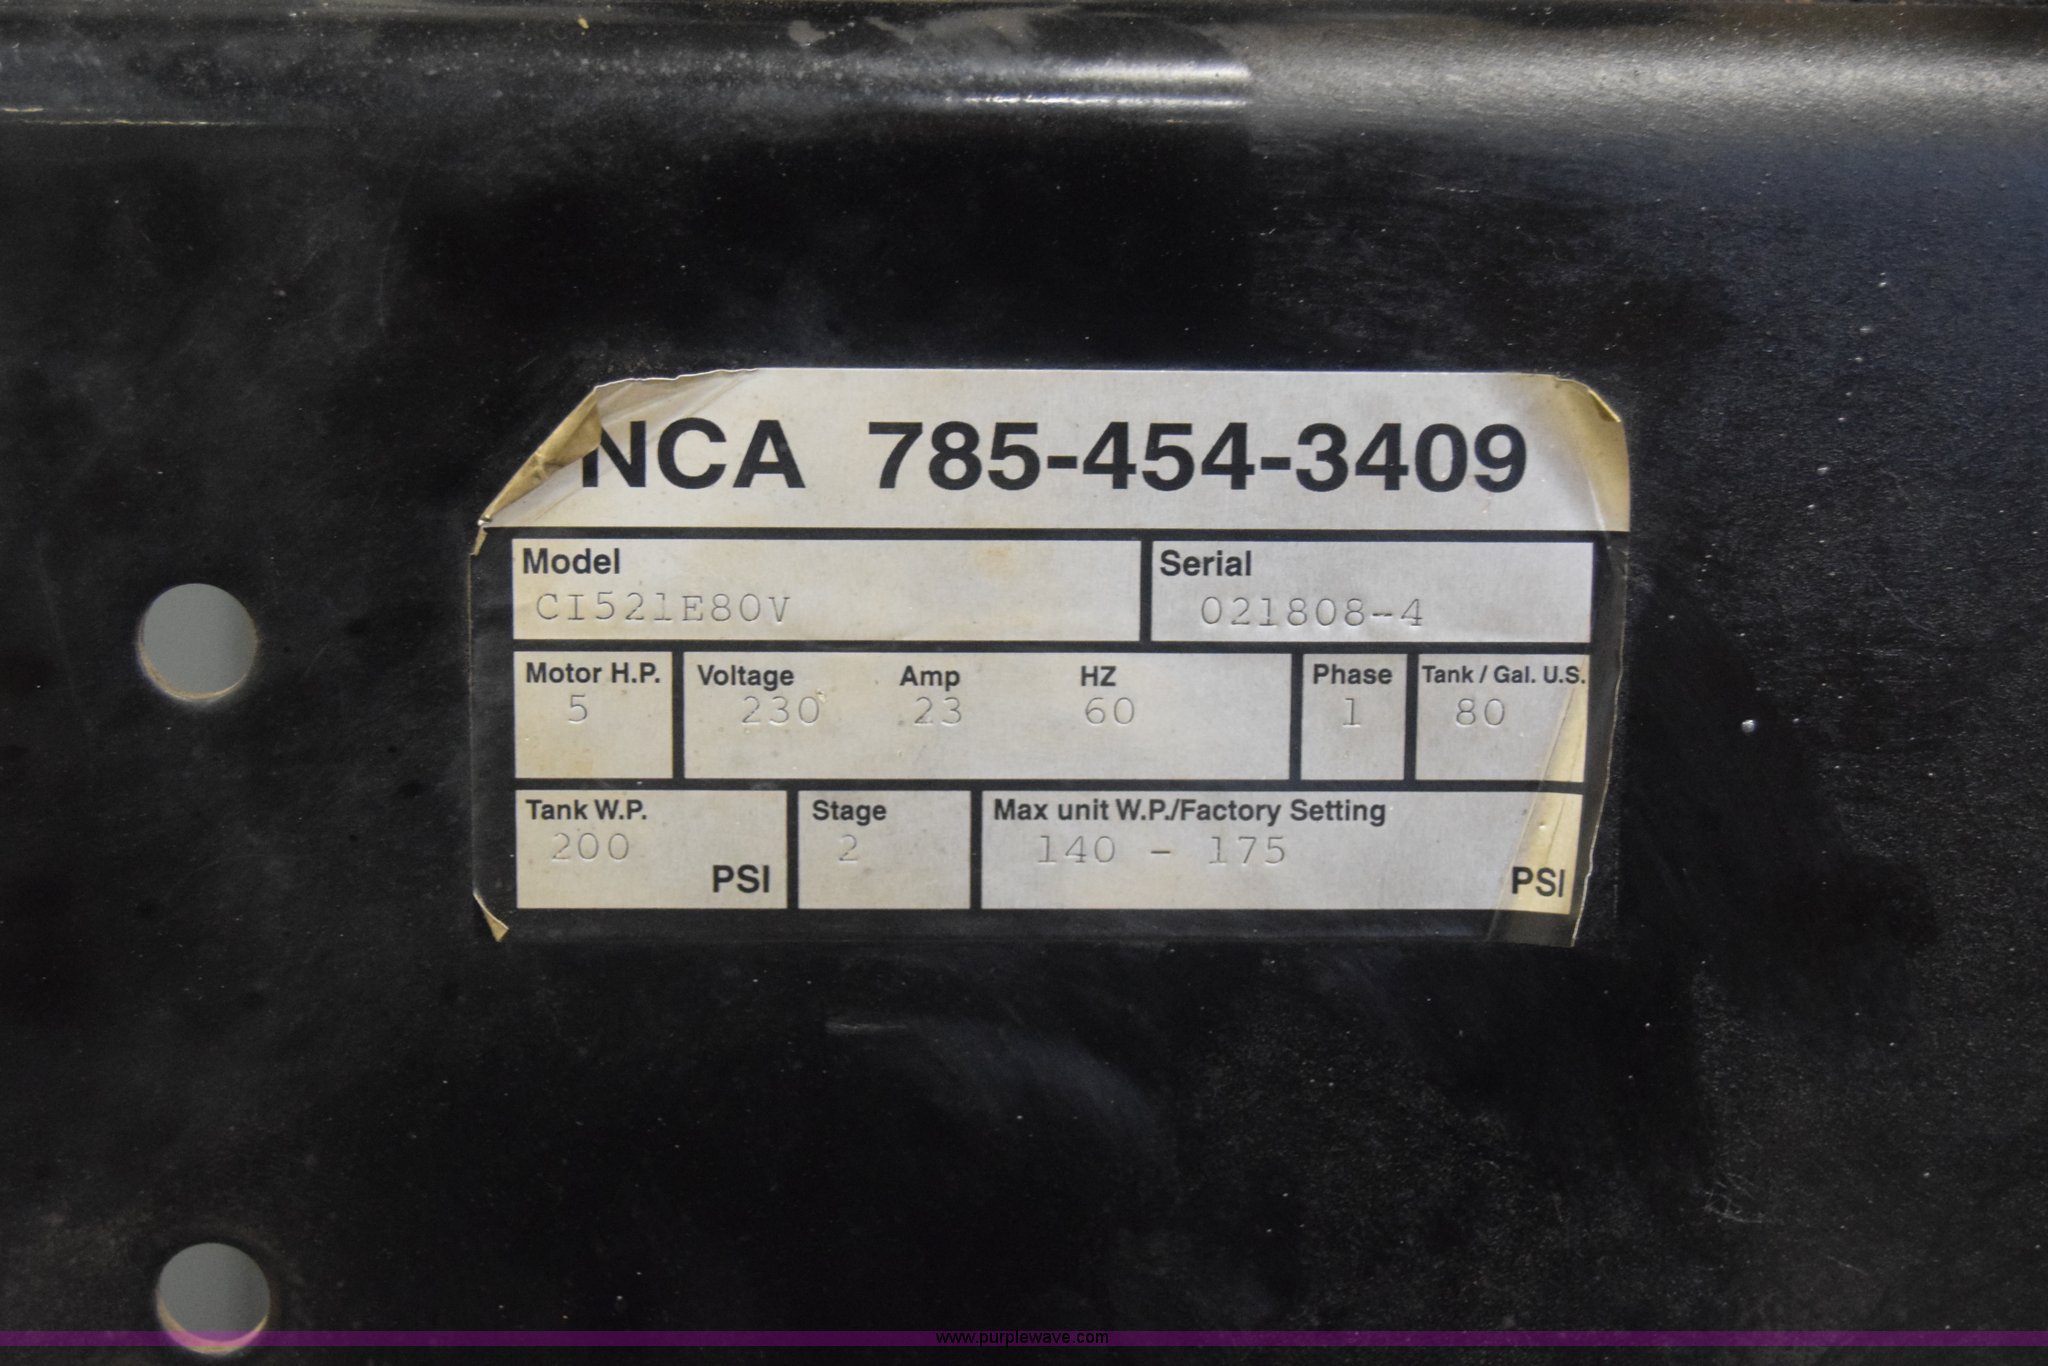 NCA 785-454-3409
Model Serial
CI521E80V 021808-4
Motor H.P. Voltage Amp HZ Phase Tank / Gal. U.S.
5 230 23 60 1 80
Tank W.P. Stage Max unit W.P./Factory Setting
200 2 140 - 175
PSI PSI
www.purplewave.com